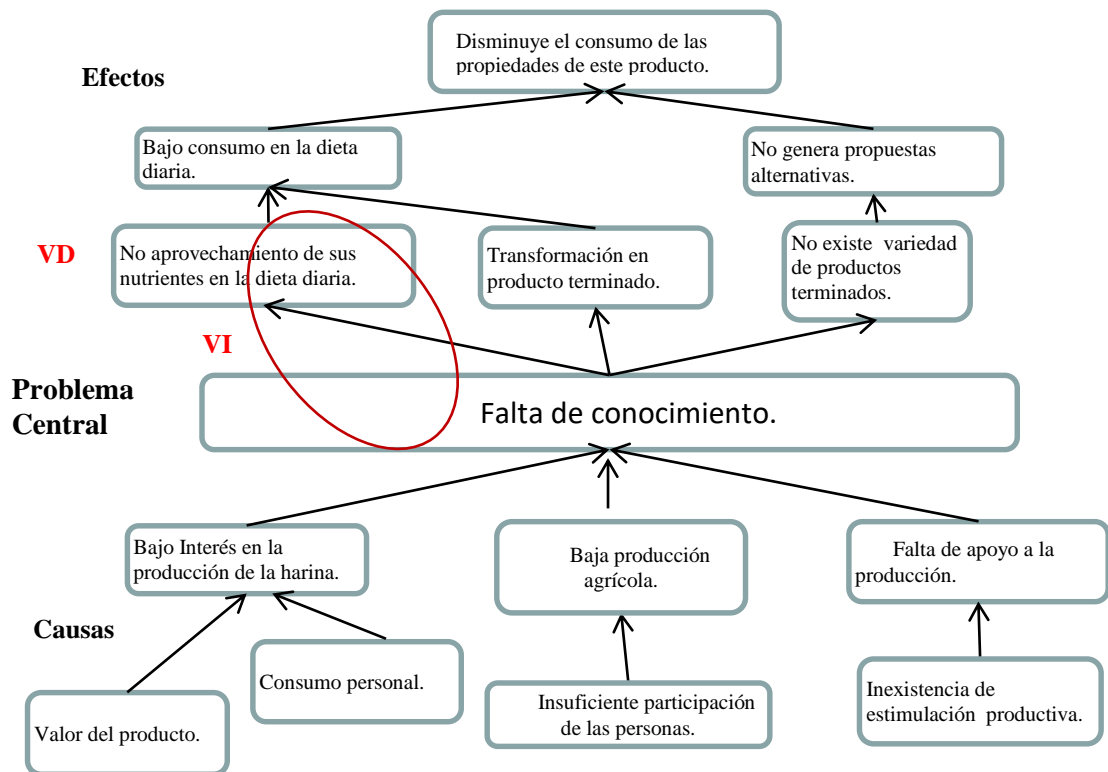 Disminuye el consumo de las
propiedades de este producto.
Efectos
Bajo consumo en la dieta
diaria.
No genera propuestas
alternativas.
VD
No aprovechamiento de sus
nutrientes en la dieta diaria.
Transformación en
producto terminado.
No existe variedad
de productos
terminados.
VI
Problema
Central
Falta de conocimiento.
Bajo Interés en la
producción de la harina.
Baja producción
agrícola.
Falta de apoyo a la
producción.
Causas
Valor del producto.
Consumo personal.
Insuficiente participación
de las personas.
Inexistencia de
estimulación productiva.